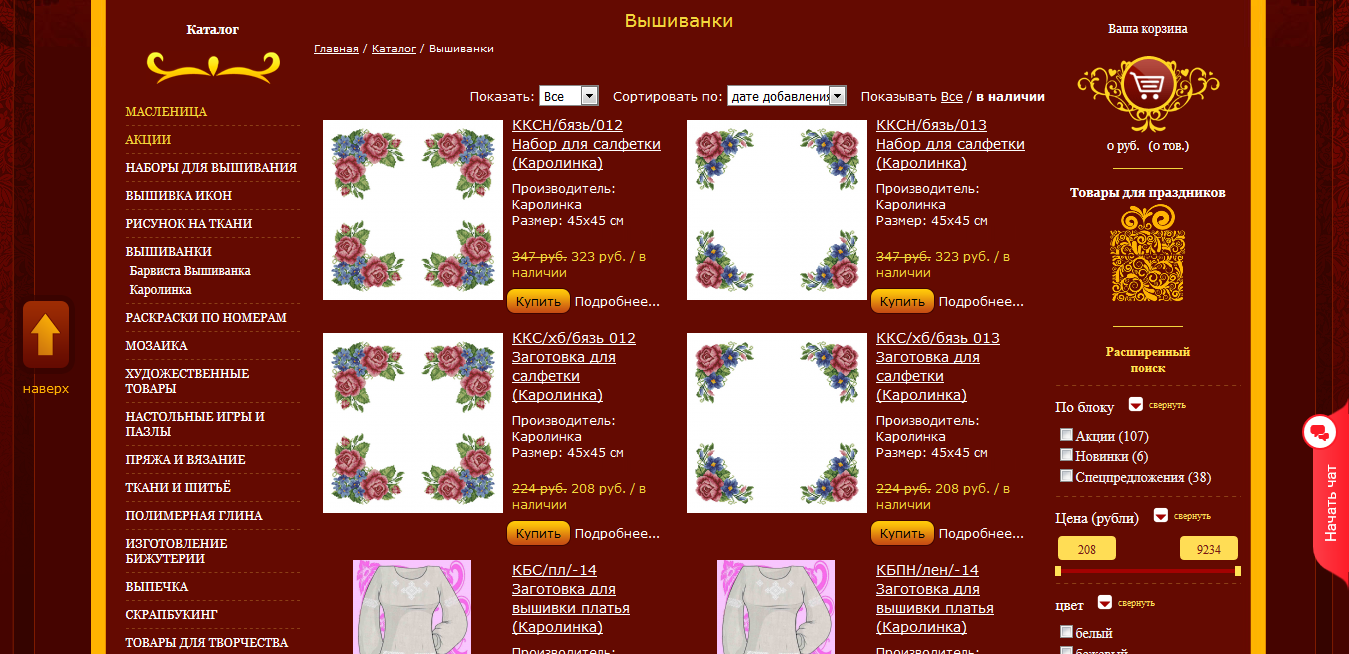 Вышиванки
Главная / Каталог / Вышиванки
Каталог
МАСЛЕНИЦА
АКЦИИ
НАБОРЫ ДЛЯ ВЫШИВАНИЯ
ВЫШИВКА ИКОН
РИСУНОК НА ТКАНИ
ВЫШИВАНКИ
Барвиста Вышиванка
Каролинка
РАСКРАСКИ ПО НОМЕРАМ
МОЗАИКА
ХУДОЖЕСТВЕННЫЕ
ТОВАРЫ
НАСТОЛЬНЫЕ ИГРЫ И
ПАЗЛЫ
ПРЯЖА И ВЯЗАНИЕ
ТКАНИ И ШИТЬЁ
ПОЛИМЕРНАЯ ГЛИНА
ИЗГОТОВЛЕНИЕ
БИЖУТЕРИИ
ВЫПЕЧКА
СКРАПБУКИНГ
ТОВАРЫ ДЛЯ ТВОРЧЕСТВА
наверх
Показать: Все Сортировать по: дате добавления Показывать Все / в наличии
ККСН/бязь/012
Набор для салфетки
(Каролинка)
Производитель:
Каролинка
Размер: 45х45 см
347 руб. 323 руб. / в
наличии
Купить Подробнее...
ККСН/бязь/013
Набор для салфетки
(Каролинка)
Производитель:
Каролинка
Размер: 45х45 см
347 руб. 323 руб. / в
наличии
Купить Подробнее...
ККС/хб/бязь 012
Заготовка для
салфетки
(Каролинка)
Производитель:
Каролинка
Размер: 45х45 см
224 руб. 208 руб. / в
наличии
Купить Подробнее...
ККС/хб/бязь 013
Заготовка для
салфетки
(Каролинка)
Производитель:
Каролинка
Размер: 45х45 см
224 руб. 208 руб. / в
наличии
Купить Подробнее...
КБС/пл/-14
Заготовка для
вышивки платья
(Каролинка)
Производитель:
КБПН/лен/-14
Заготовка для
вышивки платья
(Каролинка)
Производитель:
Ваша корзина
0 руб. (0 тов.)
Товары для праздников
Расширенный
поиск
По блоку свернуть
Акции (107)
Новинки (6)
Спецпредложения (38)
Цена (рубли) свернуть
208 9234
цвет свернуть
белый
бежевый
Начать чат